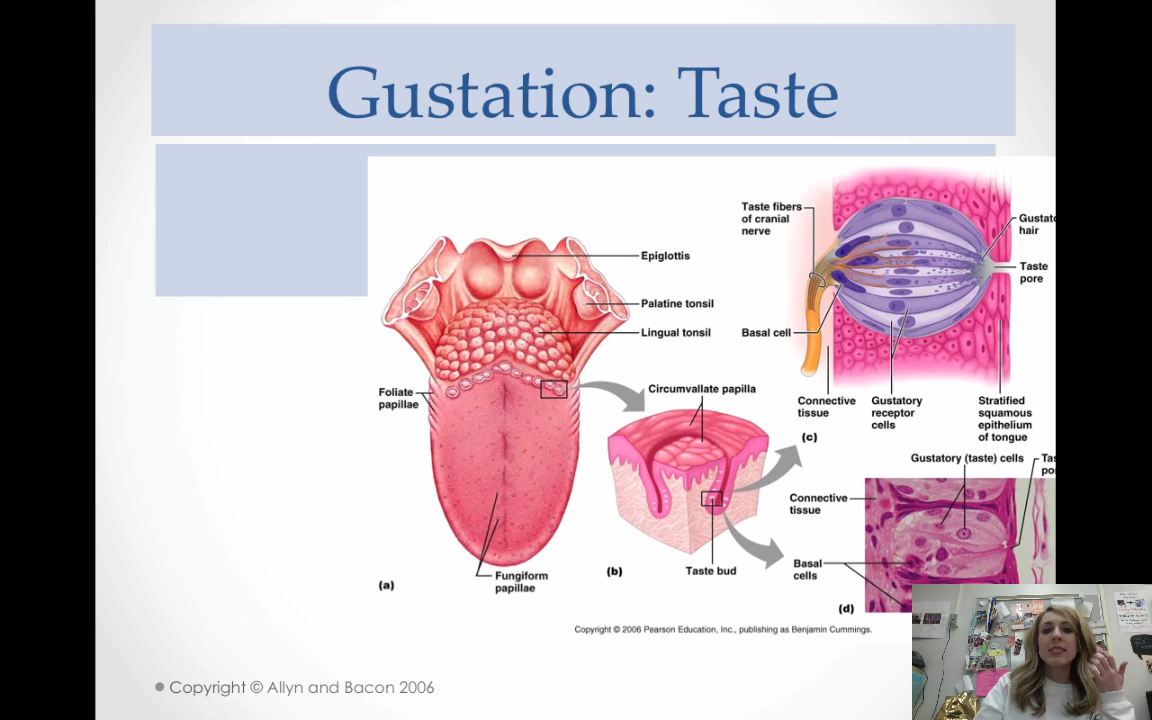 Gustation: Taste
Taste fibers
of cranial
nerve
hair
Taste
pore
Epiglottis
Palatine tonsil
Lingual tonsil
Basal cell
Foliate
papillae
Circumvallate papilla
Connective
tissue
Gustatory
receptor
cells
Stratified
squamous
epithelium
of tongue
(c)
Gustatory (taste) cells
Connective
tissue
Basal
cells
Taste bud
Fungiform
papillae
(a)
(b)
(d)
Copyright © 2006 Pearson Education, Inc., publishing as Benjamin Cummings.
Copyright © Allyn and Bacon 2006